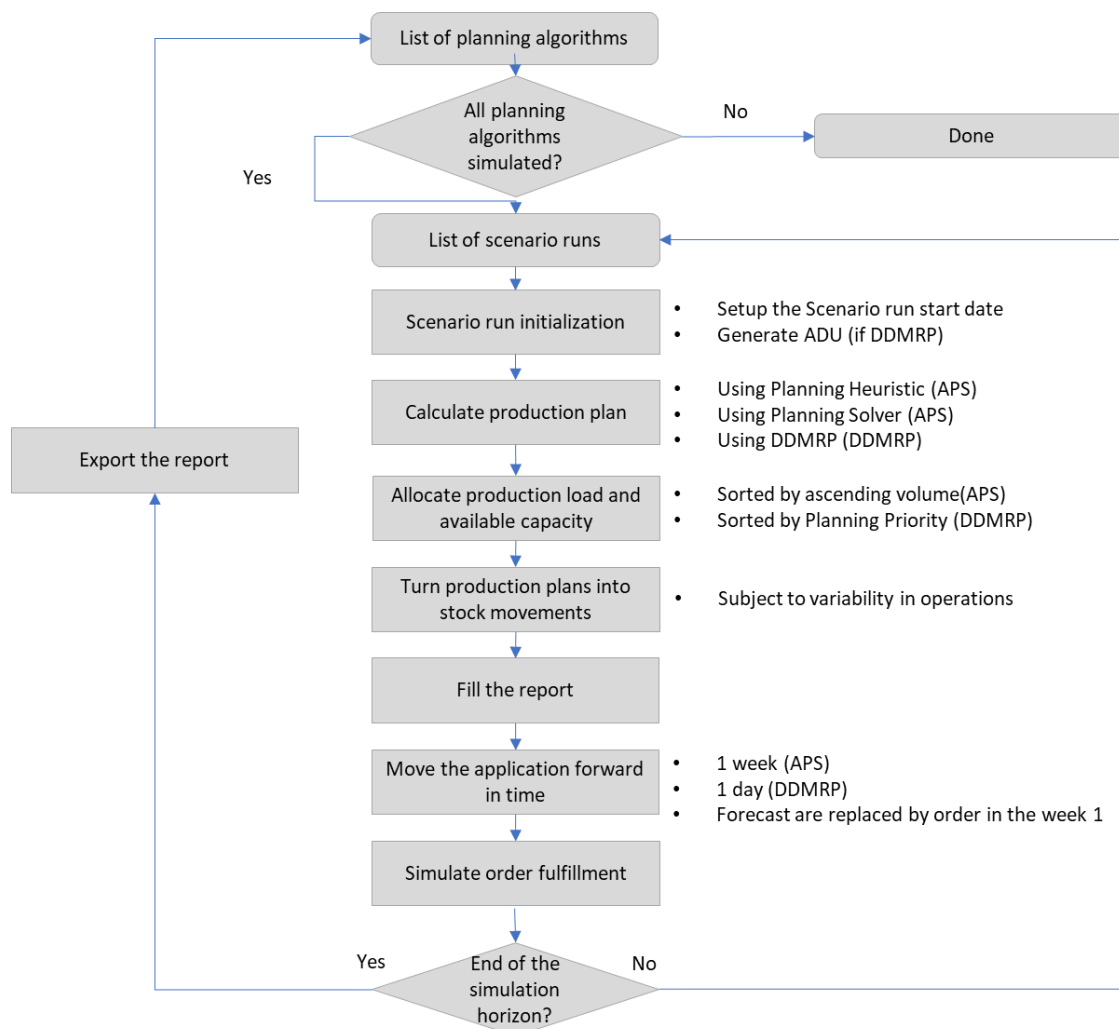 List of planning algorithms
All planning
algorithms
simulated?
No
Done
Yes
List of scenario runs
Scenario run initialization
• Setup the Scenario run start date
• Generate ADU (if DDMRP)
Calculate production plan
• Using Planning Heuristic (APS)
• Using Planning Solver (APS)
• Using DDMRP (DDMRP)
Export the report
Allocate production load and
available capacity
• Sorted by ascending volume(APS)
• Sorted by Planning Priority (DDMRP)
Turn production plans into
stock movements
• Subject to variability in operations
Fill the report
Move the application forward
in time
• 1 week (APS)
• 1 day (DDMRP)
• Forecast are replaced by order in the week 1
Simulate order fulfillment
Yes
End of the
simulation
horizon?
No